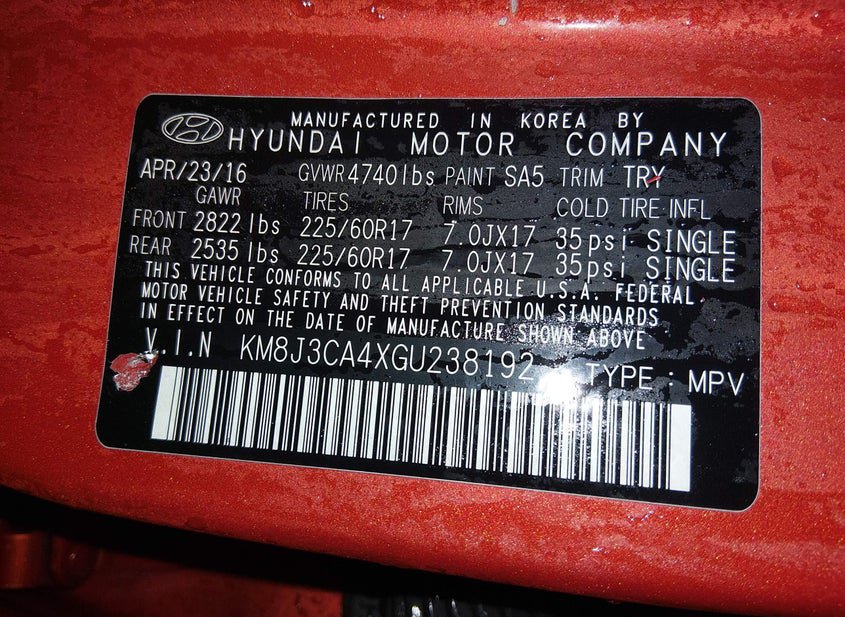 MANUFACTURED IN KOREA BY
HYUNDAI MOTOR COMPANY
APR/23/16 GVWR 4740lbs PAINT SA5 TRIM TRY
GAWR TIRES RIMS COLD TIRE INFL
FRONT 2822 lbs 225/60R17 7.0JX17 35psi SINGLE
REAR 2535 lbs 225/60R17 7.0JX17 35psi SINGLE
THIS VEHICLE CONFORMS TO ALL APPLICABLE U.S.A. FEDERAL
MOTOR VEHICLE SAFETY AND THEFT PREVENTION STANDARDS
IN EFFECT ON THE DATE OF MANUFACTURE SHOWN ABOVE
V.I.N KM8J3CA4XGU238192 TYPE : MPV